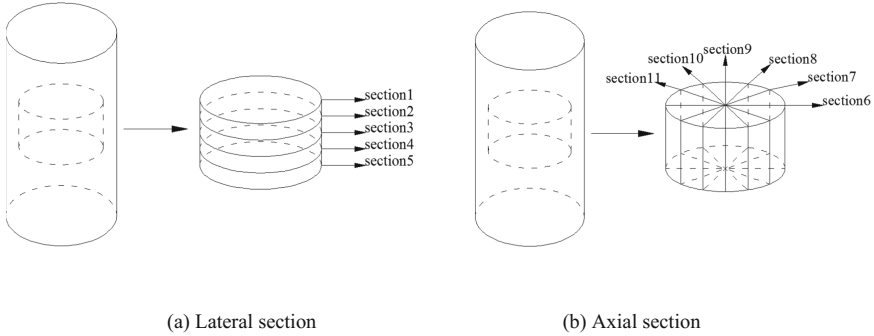 section1
section2
section3
section4
section5
section9
section10
section8
section11
section7
section6
(a) Lateral section
(b) Axial section